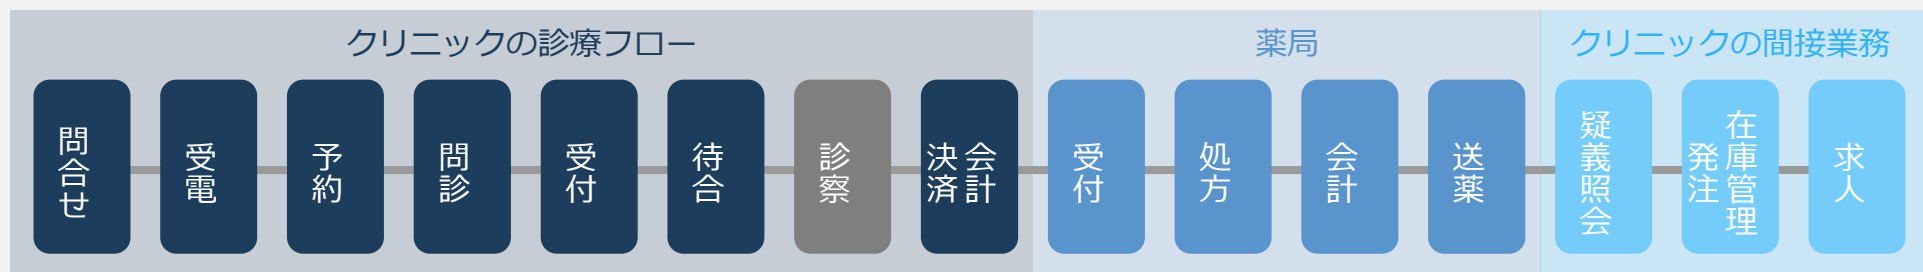 クリニックの診療フロー
問合せ
受電
予約
問診
受付
待合
診察
会計
決済
薬局
受付
処方
会計
送薬
クリニックの間接業務
疑義照会
在庫管理
発注
求人